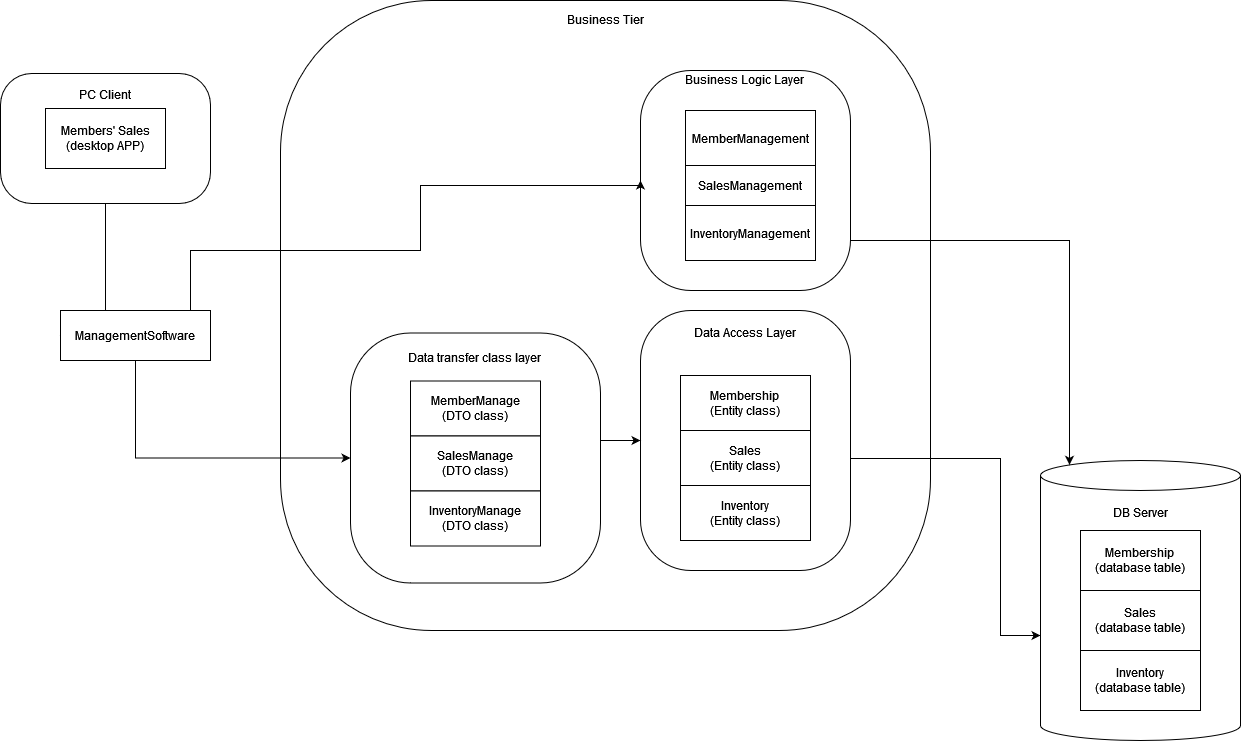 Business Tier
PC Client
Members' Sales
(desktop APP)
ManagementSoftware
Business Logic Layer
MemberManagement
SalesManagement
InventoryManagement
Data transfer class layer
MemberManage
(DTO class)
SalesManage
(DTO class)
InventoryManage
(DTO class)
Data Access Layer
Membership
(Entity class)
Sales
(Entity class)
Inventory
(Entity class)
DB Server
Membership
(database table)
Sales
(database table)
Inventory
(database table)